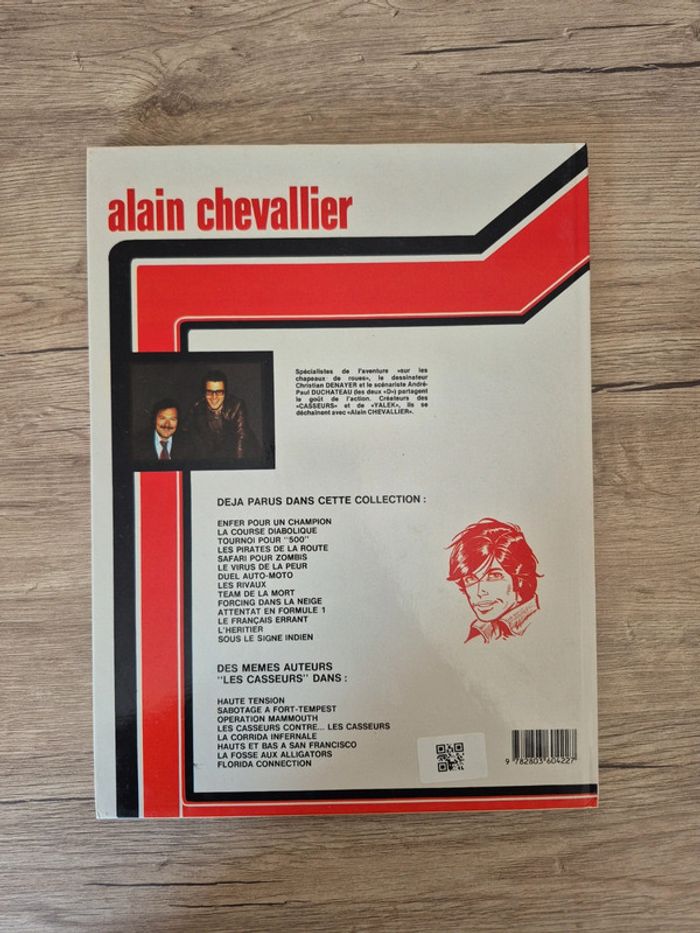 alain chevallier
Spécialistes de l'aventure «sur les
chapeaux de roues», le dessinateur
Christian DENAYER et le scénariste André-
Paul DUCHATEAU (les deux «D») partagent
le goût de l'action. Créateurs des
«CASSEURS» et de «YALEK», ils se
déchaînent avec «Alain CHEVALLIER».
DEJA PARUS DANS CETTE COLLECTION :
ENFER POUR UN CHAMPION
LA COURSE DIABOLIQUE
TOURNOI POUR "500"
LES PIRATES DE LA ROUTE
SAFARI POUR ZOMBIS
LE VIRUS DE LA PEUR
DUEL AUTO-MOTO
LES RIVAUX
TEAM DE LA MORT
FORCING DANS LA NEIGE
ATTENTAT EN FORMULE 1
LE FRANÇAIS ERRANT
L'HERITIER
SOUS LE SIGNE INDIEN
DES MEMES AUTEURS
"LES CASSEURS" DANS :
HAUTE TENSION
SABOTAGE A FORT-TEMPEST
OPERATION MAMMOUTH
LES CASSEURS CONTRE... LES CASSEURS
LA CORRIDA INFERNALE
HAUTS ET BAS A SAN FRANCISCO
LA FOSSE AUX ALLIGATORS
FLORIDA CONNECTION
9 782803 604227